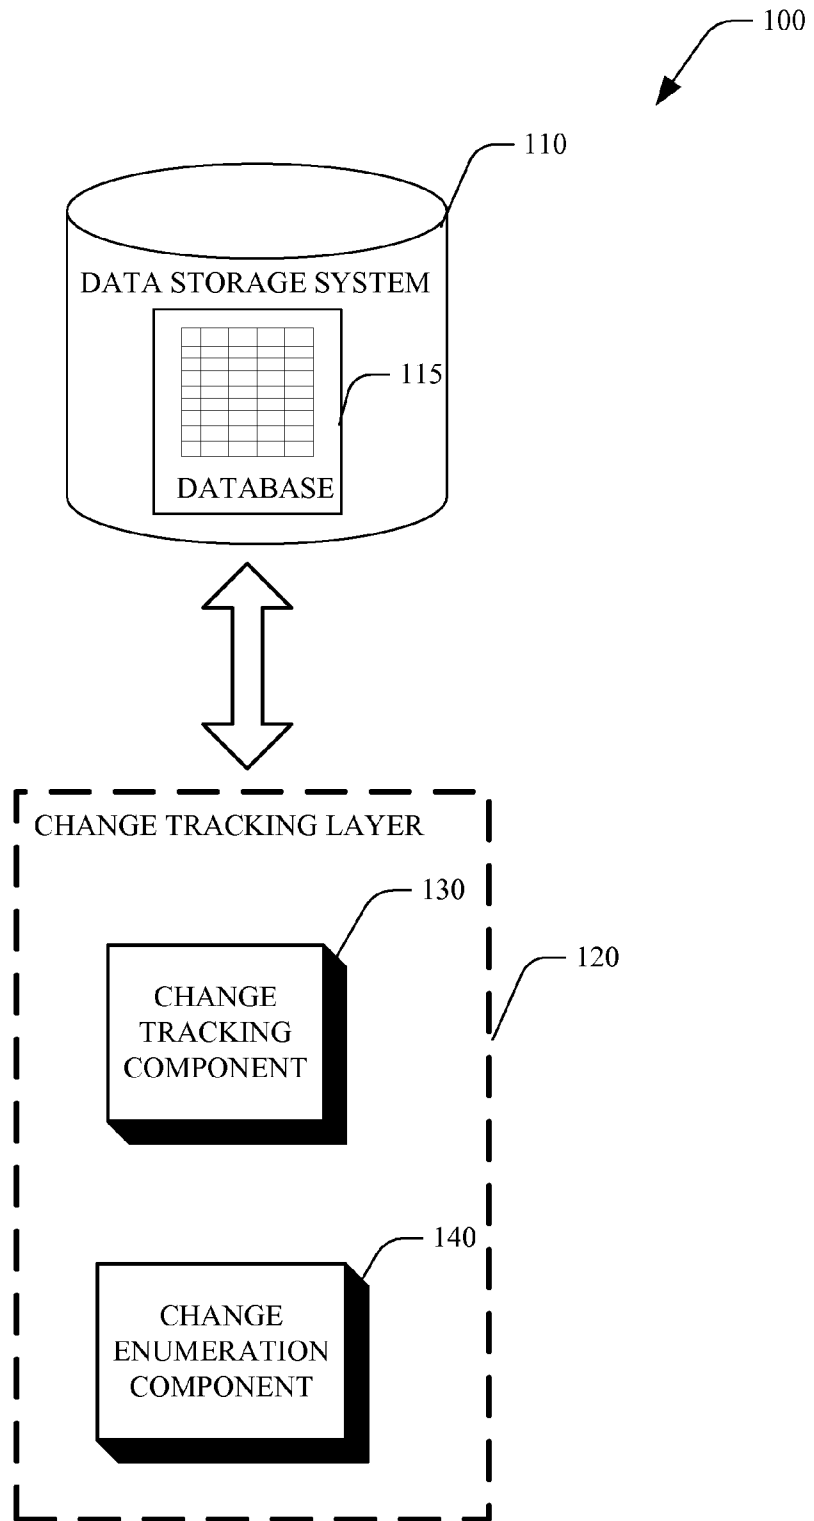 100
110
DATA STORAGE SYSTEM
115
DATABASE
CHANGE TRACKING LAYER
130
CHANGE
TRACKING
COMPONENT
120
140
CHANGE
ENUMERATION
COMPONENT